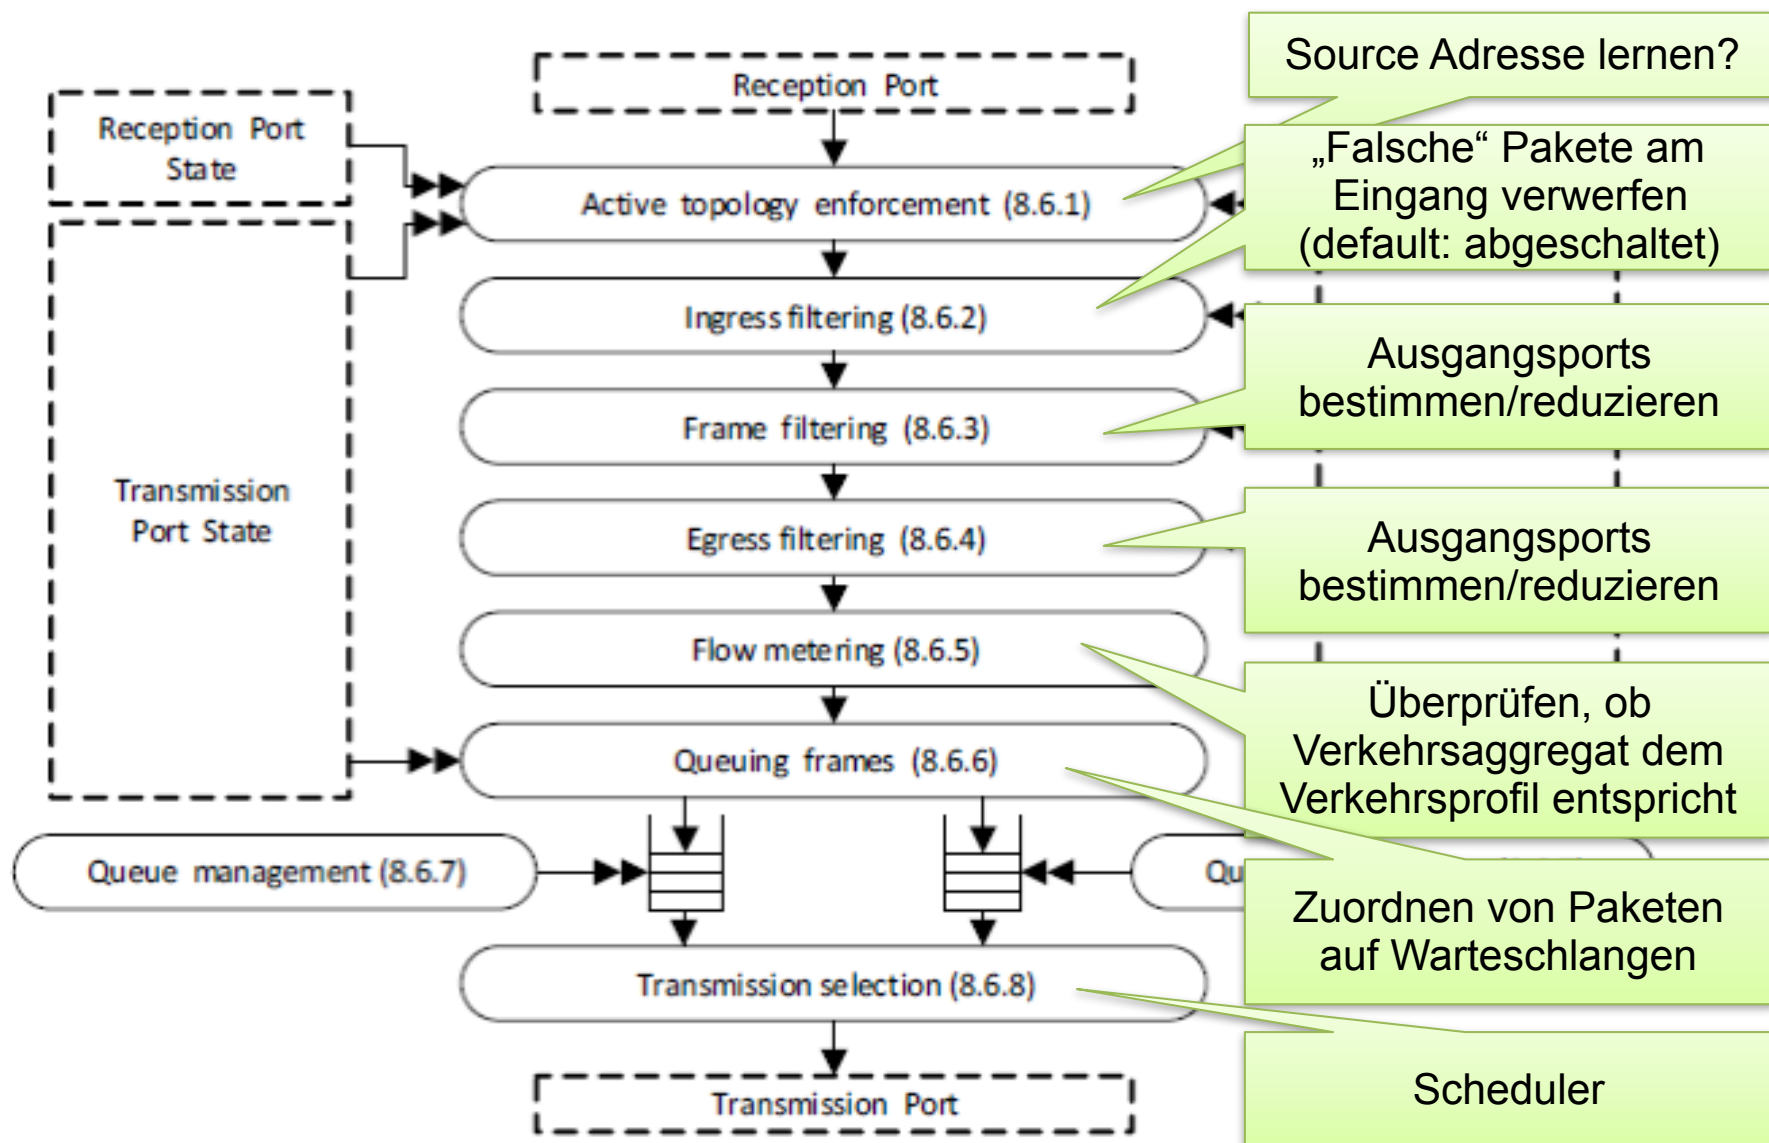 Source Adresse lernen?
Reception Port
Reception Port
State
„Falsche“ Pakete am
Eingang verwerfen
(default: abgeschaltet)
Active topology enforcement (8.6.1)
Ingress filtering (8.6.2)
Ausgangsports
bestimmen/reduzieren
Frame filtering (8.6.3)
Transmission
Port State
Egress filtering (8.6.4)
Ausgangsports
bestimmen/reduzieren
Flow metering (8.6.5)
Überprüfen, ob
Verkehrsaggregat dem
Verkehrsprofil entspricht
Queuing frames (8.6.6)
Queue management (8.6.7)
Qu
Zuordnen von Paketen
auf Warteschlangen
Transmission selection (8.6.8)
Scheduler
Transmission Port